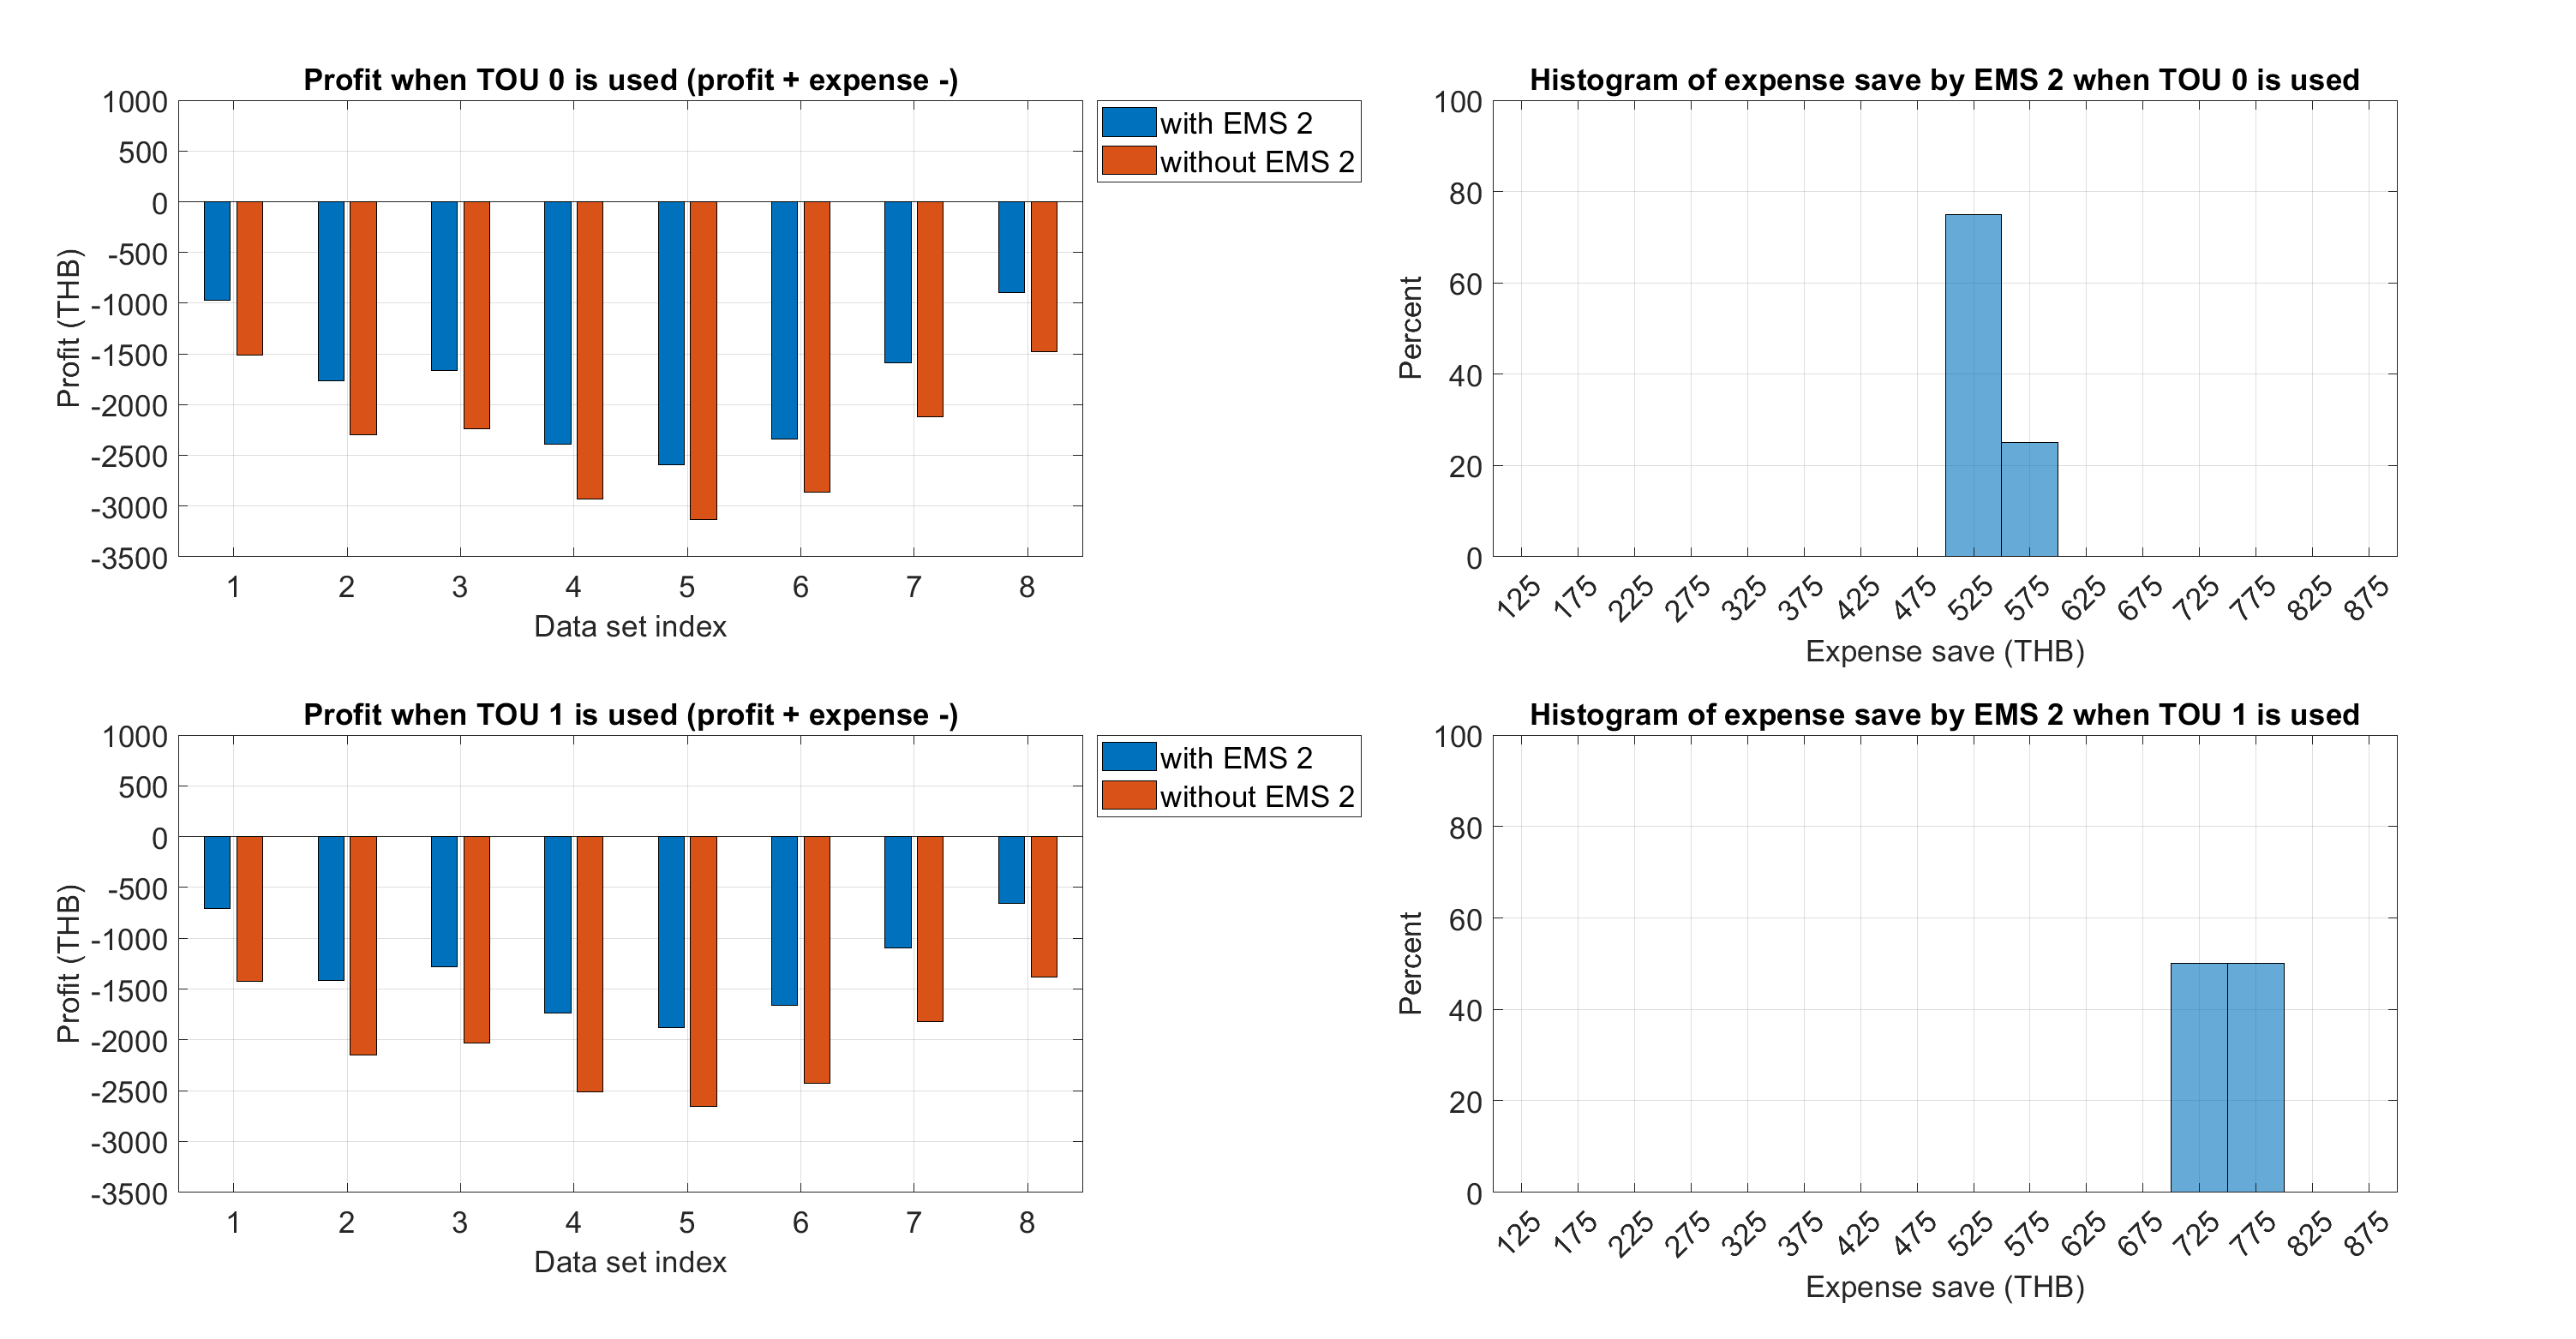 Profit when TOU 0 is used (profit + expense -)
1000
500
0
-500
-1000
-1500
-2000
-2500
-3000
-3500
Profit (THB)
1 2 3 4 5 6 7 8
Data set index
with EMS 2
without EMS 2
Histogram of expense save by EMS 2 when TOU 0 is used
100
80
60
40
20
0
Percent
125 175 225 275 325 375 425 475 525 575 625 675 725 775 825 875
Expense save (THB)
Profit when TOU 1 is used (profit + expense -)
1000
500
0
-500
-1000
-1500
-2000
-2500
-3000
-3500
Profit (THB)
1 2 3 4 5 6 7 8
Data set index
with EMS 2
without EMS 2
Histogram of expense save by EMS 2 when TOU 1 is used
100
80
60
40
20
0
Percent
125 175 225 275 325 375 425 475 525 575 625 675 725 775 825 875
Expense save (THB)